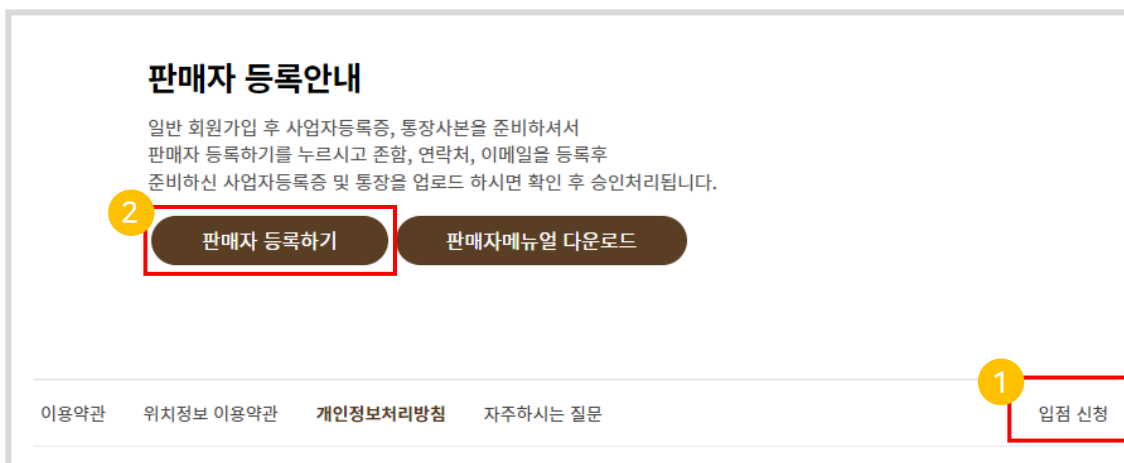 판매자 등록안내
일반 회원가입 후 사업자등록증, 통장사본을 준비하셔서
판매자 등록하기를 누르시고 존함, 연락처, 이메일을 등록후
준비하신 사업자등록증 및 통장을 업로드 하시면 확인 후 승인처리됩니다.
2
판매자 등록하기 판매자메뉴얼 다운로드
1
이용약관 위치정보 이용약관 개인정보처리방침 자주하시는 질문 입점 신청